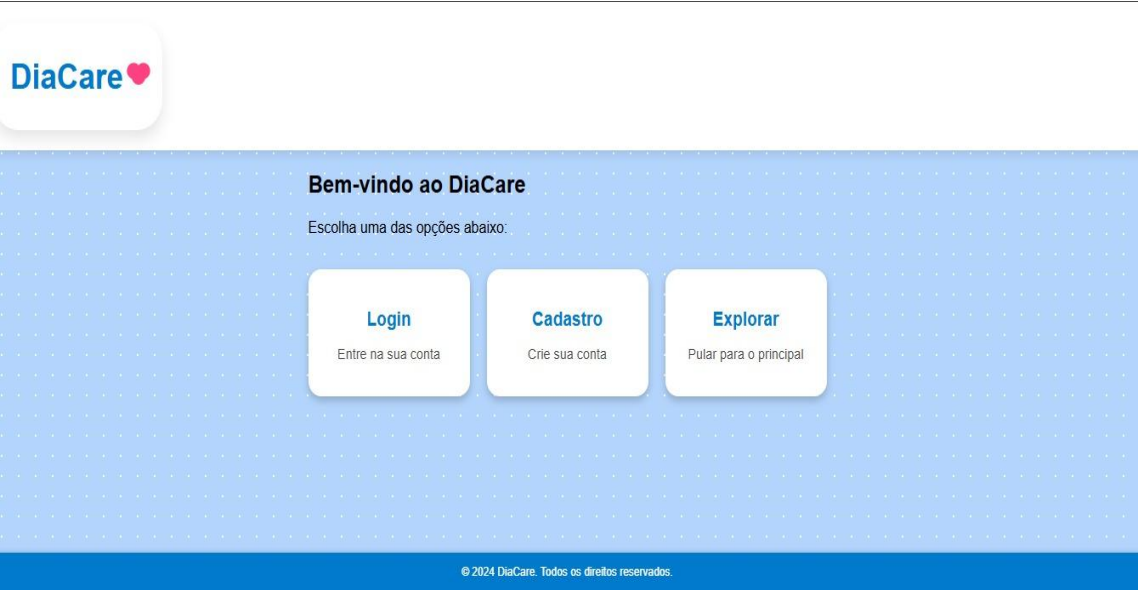 DiaCare
Bem-vindo ao DiaCare
Escolha uma das opções abaixo:
Login
Entre na sua conta
Cadastro
Crie sua conta
Explorar
Pular para o principal
© 2024 DiaCare. Todos os direitos reservados.